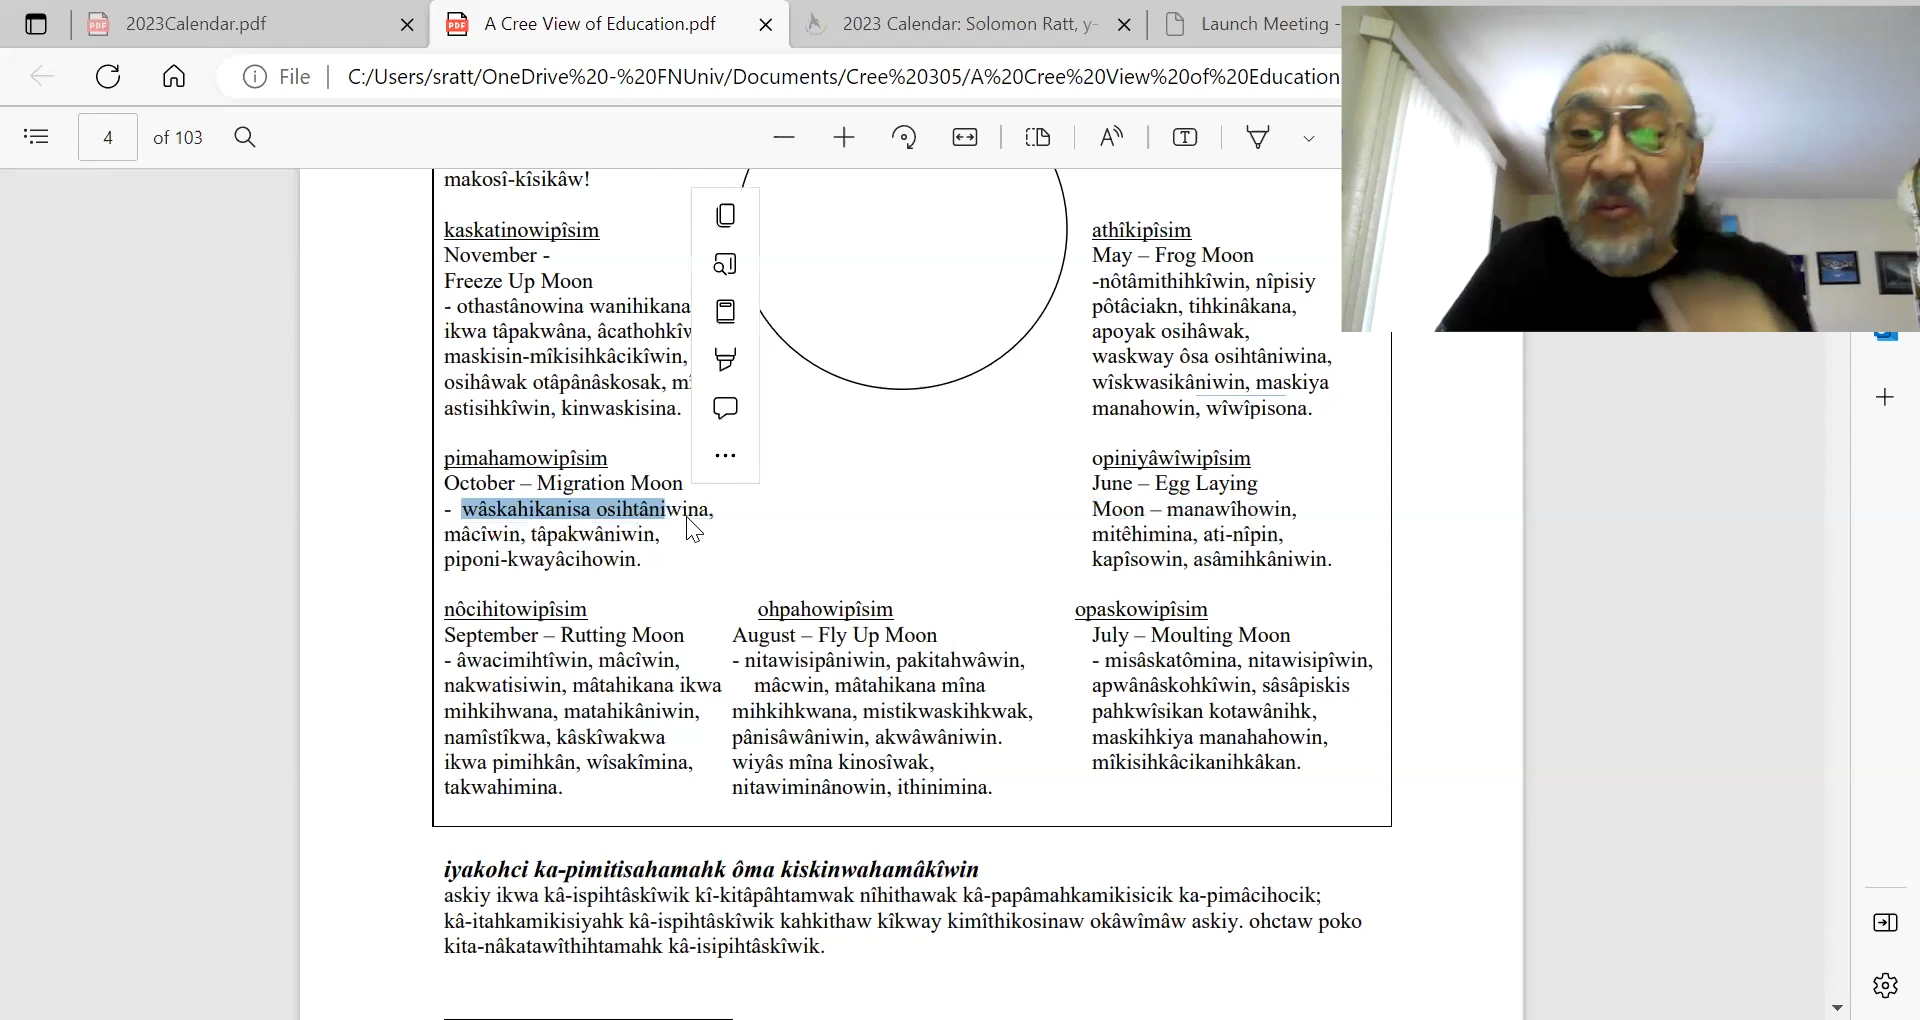 2023Calendar.pdf
A Cree View of Education.pdf
2023 Calendar: Solomon Ratt, y-
Launch Meeting -
File
C:/Users/sratt/OneDrive%20-%20FNUniv/Documents/Cree%20305/A%20Cree%20View%20of%20Education
4 of 103
makosî-kîsikâw!
kaskatinowipîsim
November -
Freeze Up Moon
- othastânowina wanihikana
ikwa tâpakwâna, âcathohkîw
maskisin-mîkisihkâcikîwin,
osihâwak otâpânâskosak, mî
astisihkîwin, kinwaskisina.
pimahamowipîsim
October – Migration Moon
- wâskahikanisa osihtâniwina,
mâcîwin, tâpakwâniwin,
piponi-kwayâcihowin.
nôcihitowipîsim
September – Rutting Moon
- âwacimihtîwin, mâcîwin,
nakwatisiwin, mâtahikana ikwa
mihkihwana, matahikâniwin,
namîstîkwa, kâskîwakwa
ikwa pimihkân, wîsakîmina,
takwahimina.
ohpahowipîsim
August – Fly Up Moon
- nitawisipâniwin, pakitahwâwin,
mâcwin, mâtahikana mîna
mihkihkwana, mistikwaskihkwak,
pânisâwâniwin, akwâwâniwin.
wiyâs mîna kinosîwak,
nitawiminânowin, ithinimina.
athîkipîsim
May – Frog Moon
-nôtâmithihkîwin, nîpisiy
pôtâciakn, tihkinâkana,
apoyak osihâwak,
waskway ôsa osihtâniwina,
wîskwasikâniwin, maskiya
manahowin, wîwîpisona.
opiniyâwîwipîsim
June – Egg Laying
Moon – manawîhowin,
mitêhimina, ati-nîpin,
kapîsowin, asâmihkâniwin.
opaskowipîsim
July – Moulting Moon
- misâskatômina, nitawisipîwin,
apwânâskohkîwin, sâsâpiskis
pahkwîsikan kotawânihk,
maskihkiya manahahowin,
mîkisihkâcikanihkâkan.
iyakohci ka-pimitisahamahk ôma kiskinwahamâkîwin
askiy ikwa kâ-ispihtâskîwik kî-kitâpâhtamwak nîhithawak kâ-papâmahkamikisicik ka-pimâcihocik;
kâ-itahkamikisiyahk kâ-ispihtâskîwik kahkithaw kîkway kimîthikosinaw okâwîmâw askiy. ohctaw poko
kita-nâkatawîthihtamahk kâ-isipihtâskîwik.